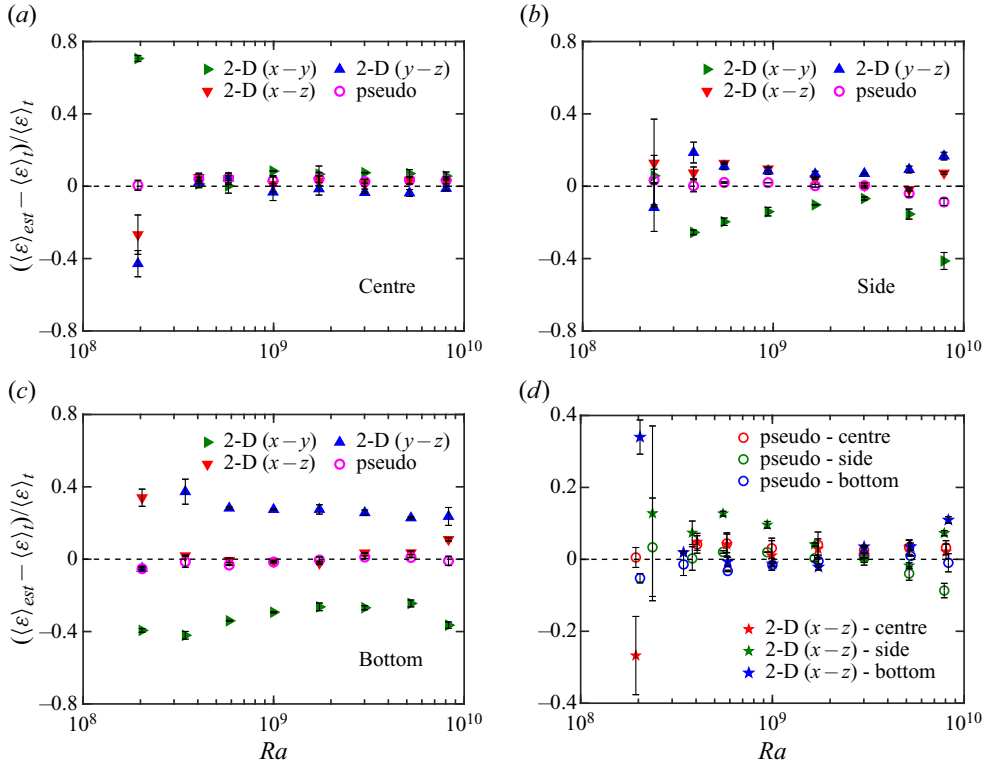 (a)
(b)
0.8
0.4
0
−0.4
−0.8
(⟨ε⟩est − ⟨ε⟩t)/⟨ε⟩t
2-D (x−y)
2-D (y−z)
2-D (x−z)
pseudo
Centre
10^8
10^9
10^10
0.8
0.4
0
−0.4
−0.8
2-D (x−y)
2-D (y−z)
2-D (x−z)
pseudo
Side
10^8
10^9
10^10
(c)
(d)
0.8
0.4
0
−0.4
−0.8
(⟨ε⟩est − ⟨ε⟩t)/⟨ε⟩t
2-D (x−y)
2-D (y−z)
2-D (x−z)
pseudo
Bottom
10^8
10^9
10^10
Ra
0.4
0.2
0
−0.2
−0.4
pseudo - centre
pseudo - side
pseudo - bottom
2-D (x−z) - centre
2-D (x−z) - side
2-D (x−z) - bottom
10^8
10^9
10^10
Ra